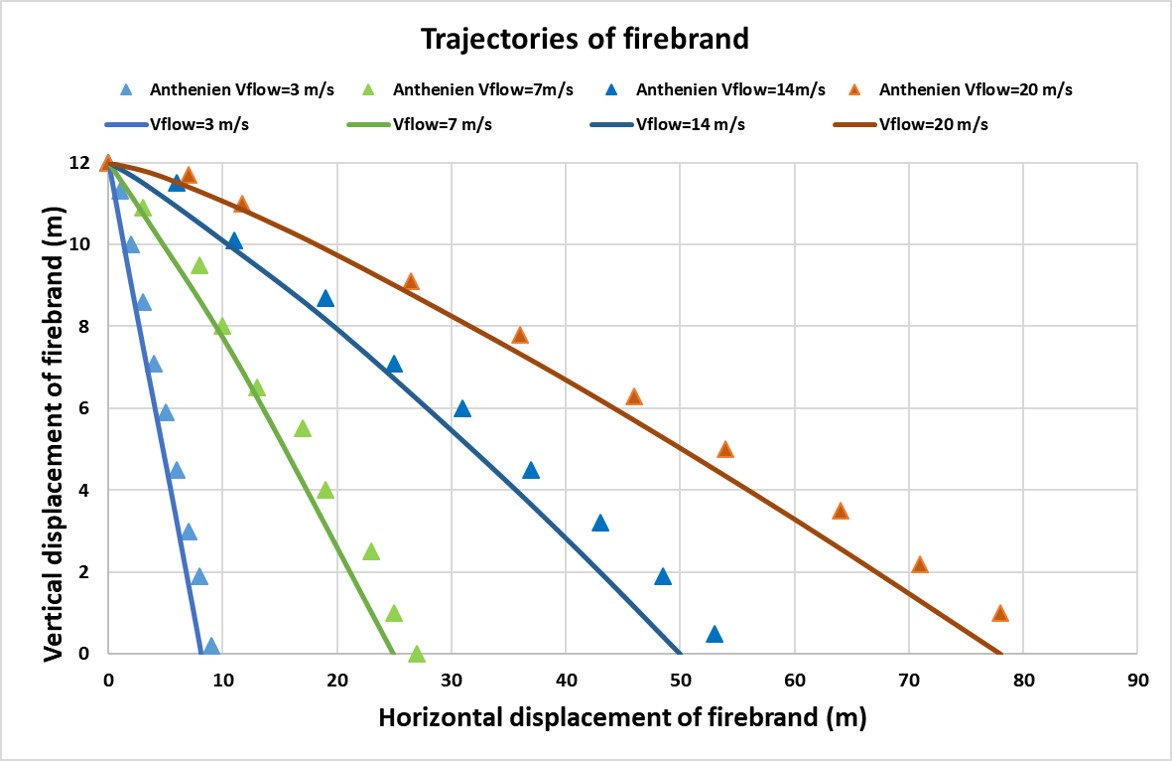 Trajectories of firebrand
Anthenien Vflow=3 m/s Anthenien Vflow=7m/s Anthenien Vflow=14m/s Anthenien Vflow=20 m/s
Vflow=3 m/s Vflow=7 m/s Vflow=14 m/s Vflow=20 m/s
Vertical displacement of firebrand (m)
12
10
8
6
4
2
0
0 10 20 30 40 50 60 70 80 90
Horizontal displacement of firebrand (m)